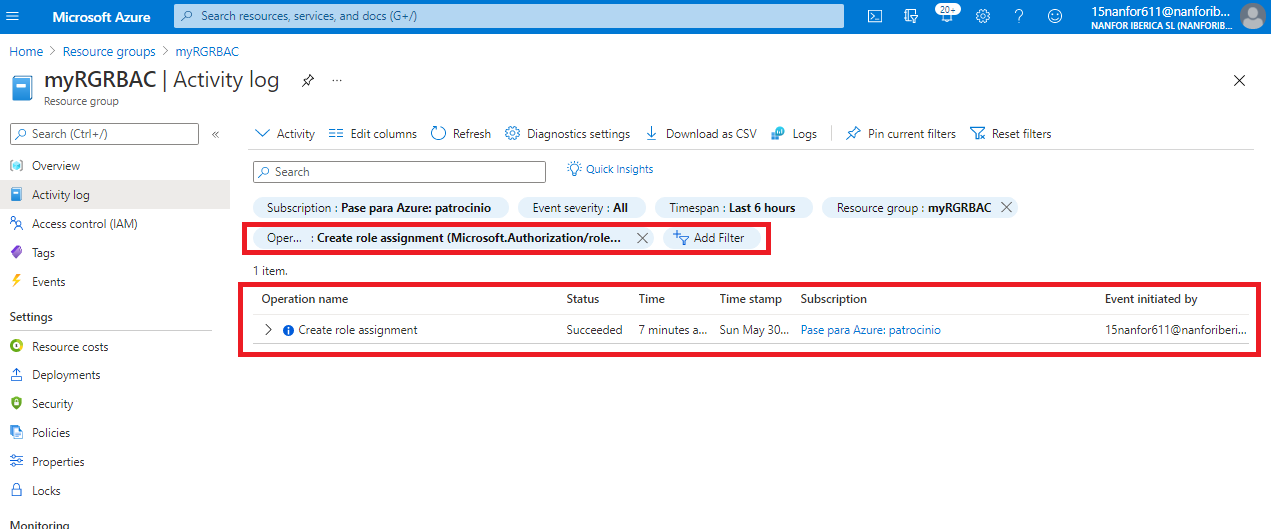 Microsoft Azure
Search resources, services, and docs (G+/)
20+
15nanfor611@nanforib...
NANFOR IBERICA SL (NANFORIB...
Home > Resource groups > myRGRBAC
myRGRBAC | Activity log
Resource group
Search (Ctrl+/)
Overview
Activity log
Access control (IAM)
Tags
Events
Settings
Resource costs
Deployments
Security
Policies
Properties
Locks
Monitoring
Activity Edit columns Refresh Diagnostics settings Download as CSV Logs Pin current filters Reset filters
Search
Quick Insights
Subscription : Pase para Azure: patrocinio Event severity : All Timespan : Last 6 hours Resource group : myRGRBAC
Oper... : Create role assignment (Microsoft.Authorization/role... Add Filter
1 item.
Operation name Status Time Time stamp Subscription Event initiated by
Create role assignment Succeeded 7 minutes a... Sun May 30... Pase para Azure: patrocinio 15nanfor611@nanforiberi...